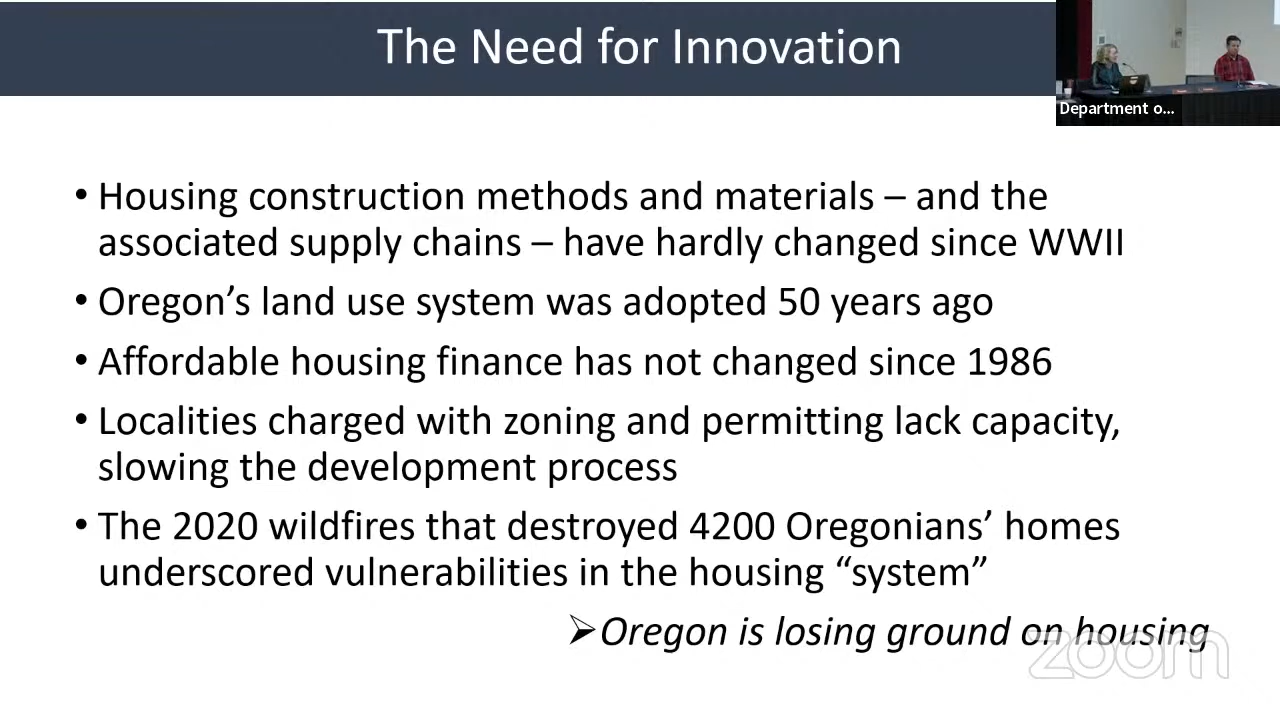 The Need for Innovation
Department o...
• Housing construction methods and materials – and the
associated supply chains – have hardly changed since WWII
• Oregon’s land use system was adopted 50 years ago
• Affordable housing finance has not changed since 1986
• Localities charged with zoning and permitting lack capacity,
slowing the development process
• The 2020 wildfires that destroyed 4200 Oregonians’ homes
underscored vulnerabilities in the housing “system”
➢Oregon is losing ground on housing
zoom